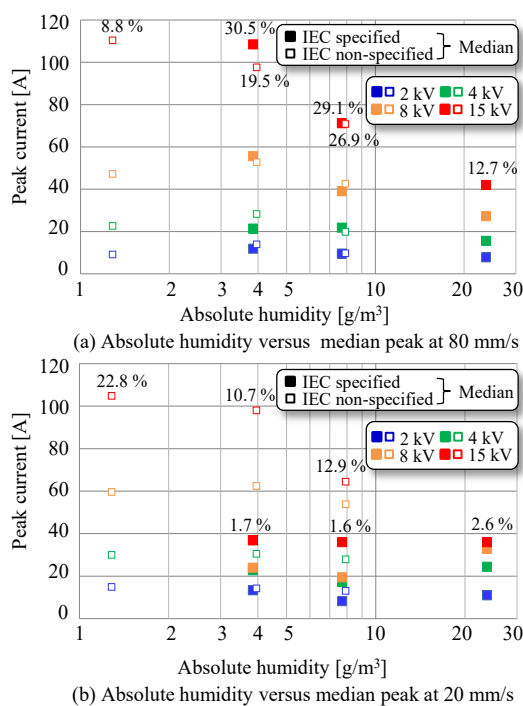 (a)
120
100
80
60
40
20
0
Peak current [A]
8.8 %
30.5 %
19.5 %
29.1 %
26.9 %
12.7 %
IEC specified
IEC non-specified
Median
2 kV 4 kV
8 kV 15 kV
1 2 3 4 5 10 20 30
Absolute humidity [g/m³]
(a) Absolute humidity versus median peak at 80 mm/s
120
100
80
60
40
20
0
Peak current [A]
22.8 %
10.7 %
12.9 %
1.7 %
1.6 %
2.6 %
IEC specified
IEC non-specified
Median
2 kV 4 kV
8 kV 15 kV
1 2 3 4 5 10 20 30
Absolute humidity [g/m³]
(b) Absolute humidity versus median peak at 20 mm/s